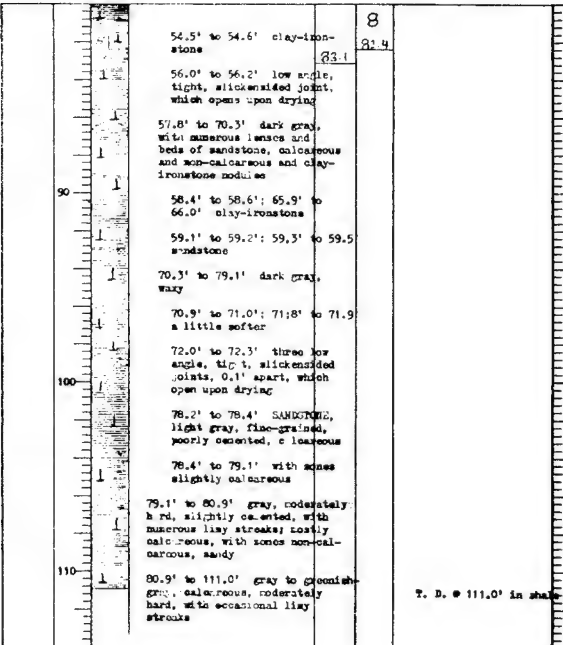 8
54.5' to 54.6' clay-iron-
stone
83.1
82.4
56.0' to 56.2' low angle,
tight, slickensided joint,
which opens upon drying
57.8' to 70.3' dark gray,
with numerous lenses and
beds of sandstone, calcareous
and non-calcareous and clay-
ironstone nodules
90
58.4' to 58.6'; 65.9' to
66.0' clay-ironstone
59.1' to 59.2'; 59.3' to 59.5'
sandstone
70.3' to 79.1' dark gray,
waxy
70.9' to 71.0'; 71;8' to 71.9'
a little softer
72.0' to 72.3' three low
angle, tig t, slickensided
joints, 0.1' apart, which
open upon drying
100
78.2' to 78.4' SANDSTONE,
light gray, fine-grained,
poorly cemented, c lcareous
78.4' to 79.1' with zones
slightly calcareous
79.1' to 80.9' gray, moderately
h rd, slightly cemented, with
numerous limy streaks; mostly
calc reous, with zones non-cal-
careous, sandy
110
80.9' to 111.0' gray to greenish-
gray, calcareous, moderately
hard, with occasional limy
streaks
T. D. @ 111.0' in shale